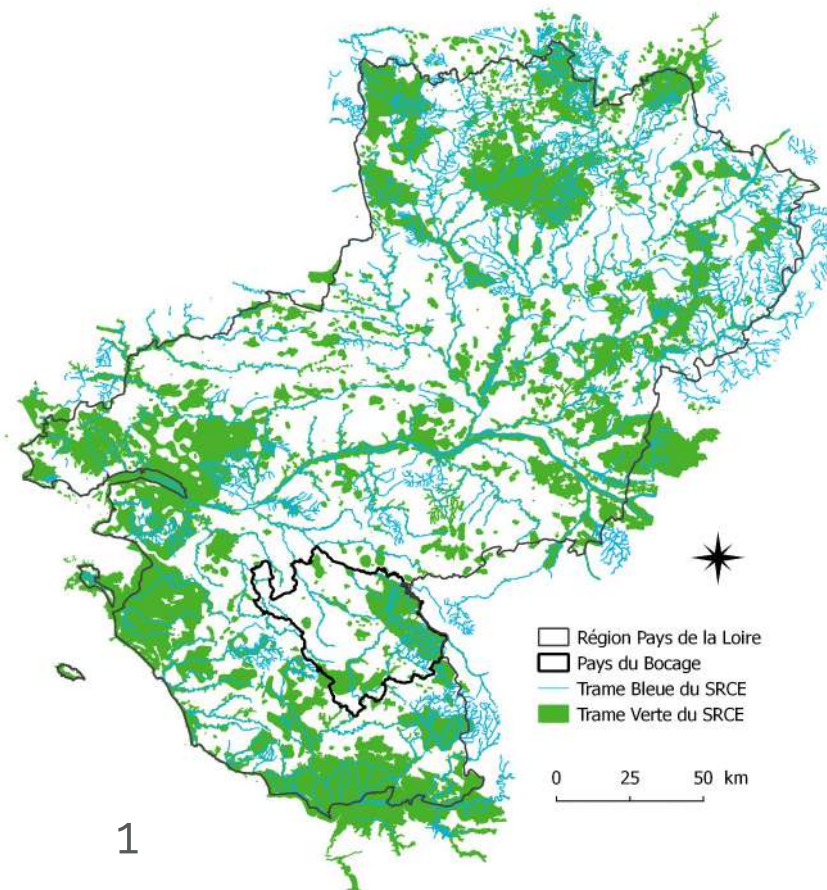 Région Pays de la Loire
Pays du Bocage
Trame Bleue du SRCE
Trame Verte du SRCE
0 25 50 km
1